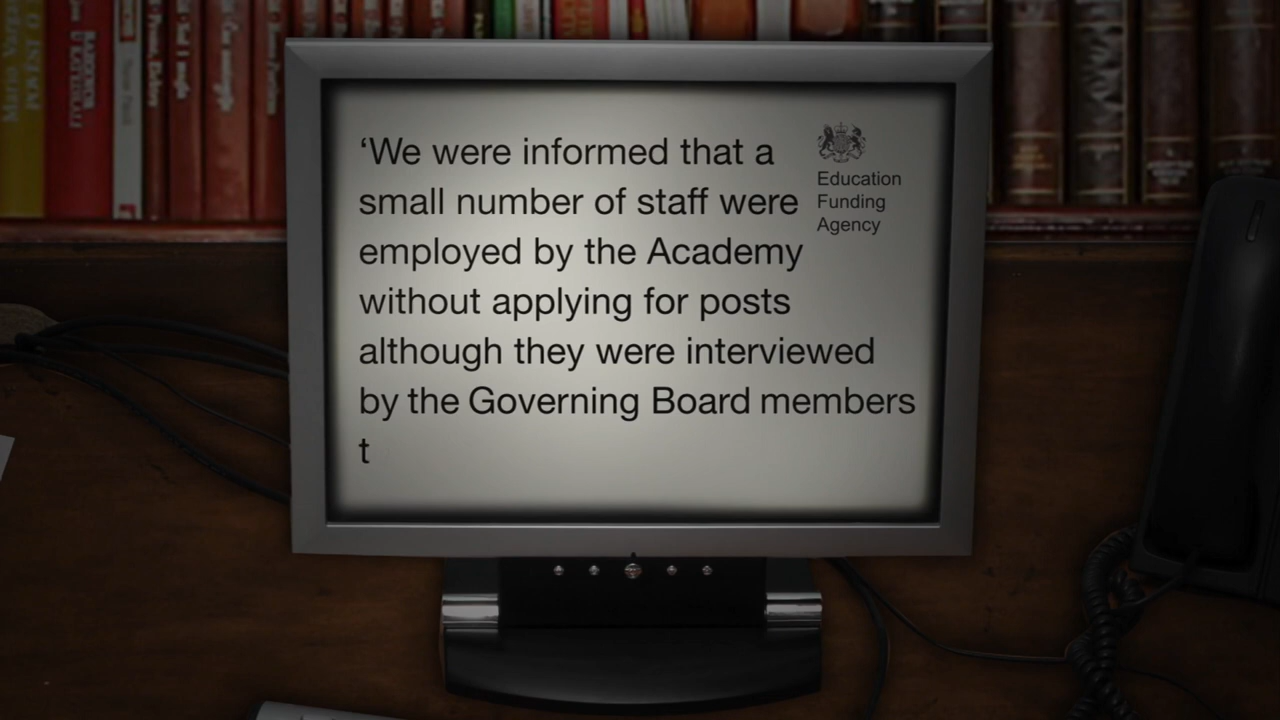 ‘We were informed that a
small number of staff were
employed by the Academy
without applying for posts
although they were interviewed
by the Governing Board members
t
Education
Funding
Agency